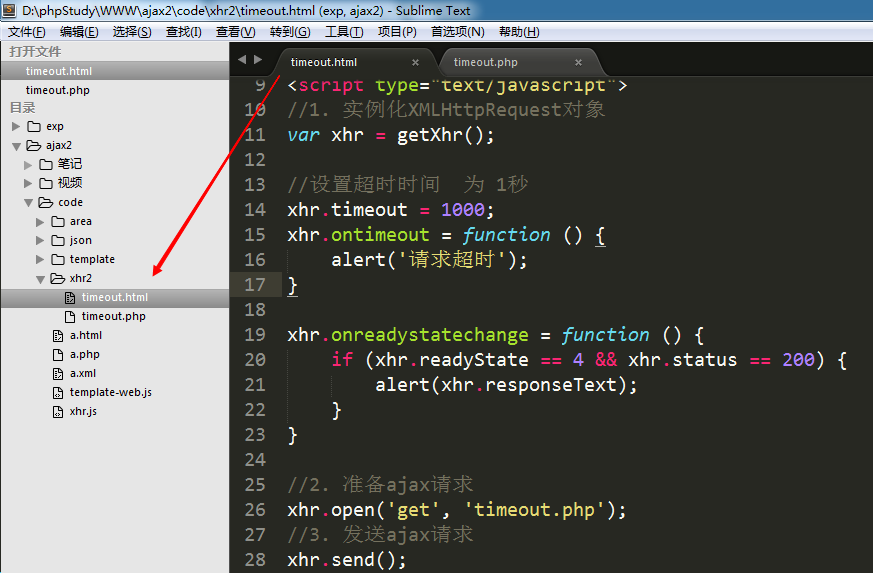 D:\phpStudy\WWW\ajax2\code\xhr2\timeout.html (exp, ajax2) - Sublime Text
文件(F) 编辑(E) 选择(S) 查找(I) 查看(V) 转到(G) 工具(T) 项目(P) 首选项(N) 帮助(H)
打开文件
timeout.html
timeout.php
目录
exp
ajax2
笔记
视频
code
area
json
template
xhr2
timeout.html
timeout.php
a.html
a.php
a.xml
template-web.js
xhr.js
timeout.html × timeout.php ×
9 <script type="text/javascript">
10 //1. 实例化XMLHttpRequest对象
11 var xhr = getXhr();
12
13 //设置超时时间  为 1秒
14 xhr.timeout = 1000;
15 xhr.ontimeout = function () {
16     alert('请求超时');
17 }
18
19 xhr.onreadystatechange = function () {
20     if (xhr.readyState == 4 && xhr.status == 200) {
21         alert(xhr.responseText);
22     }
23 }
24
25 //2. 准备ajax请求
26 xhr.open('get', 'timeout.php');
27 //3. 发送ajax请求
28 xhr.send();